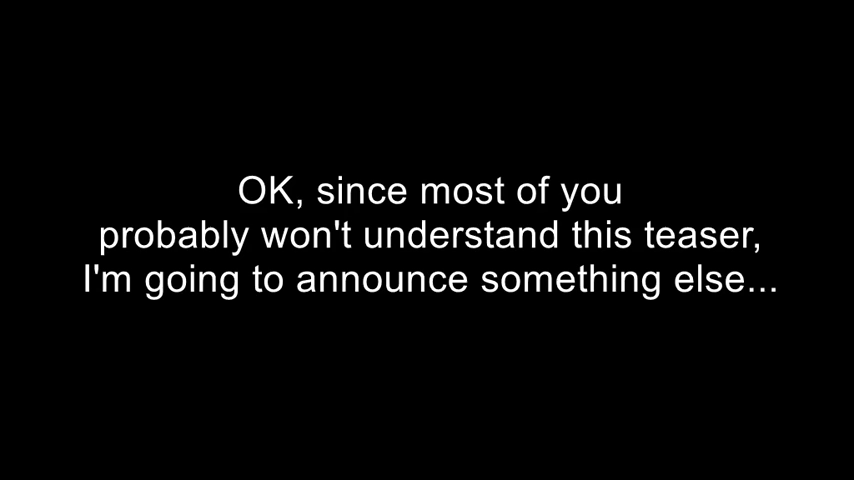 OK, since most of you
probably won't understand this teaser,
I'm going to announce something else...